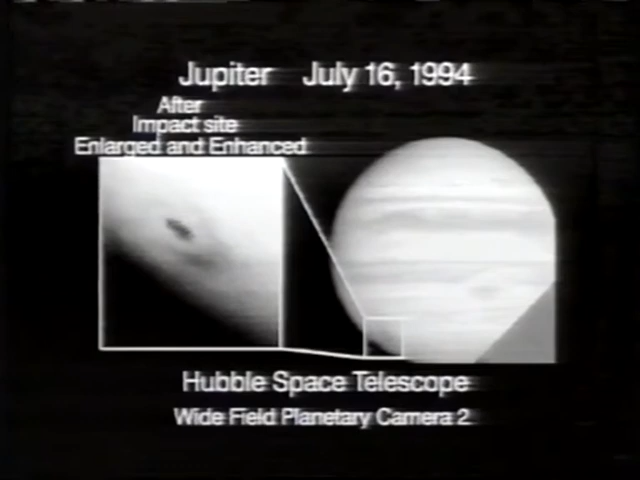 Jupiter July 16, 1994
After
Impact site
Enlarged and Enhanced
Hubble Space Telescope
Wide Field Planetary Camera 2